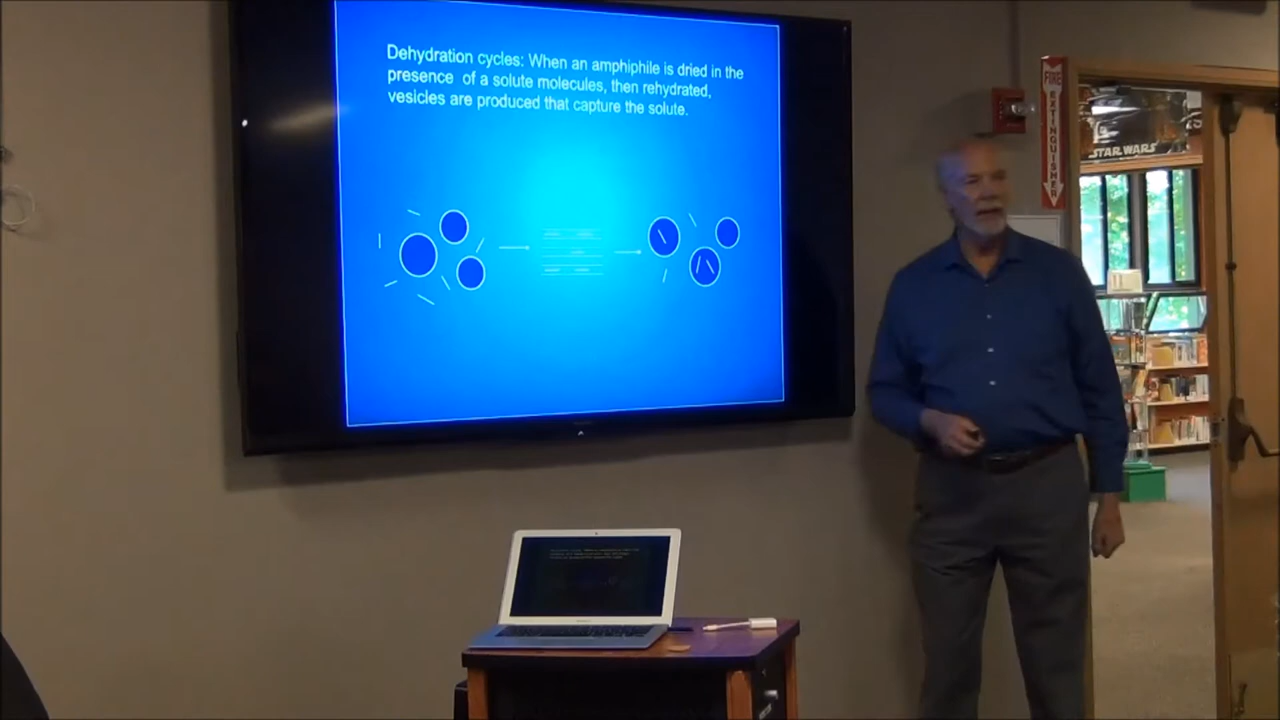 Dehydration cycles: When an amphiphile is dried in the
presence of a solute molecules, then rehydrated,
vesicles are produced that capture the solute.
FIRE
EXTINGUISHER
STAR WARS